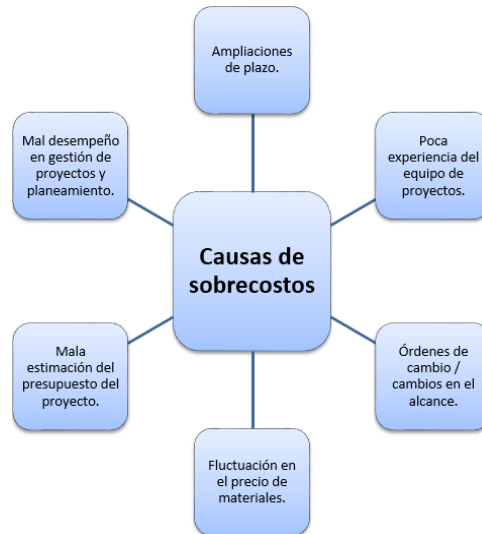 Ampliaciones
de plazo.
Mal desempeño
en gestión de
proyectos y
planeamiento.
Poca
experiencia del
equipo de
proyectos.
Causas de
sobrecostos
Mala
estimación del
presupuesto del
proyecto.
Órdenes de
cambio /
cambios en el
alcance.
Fluctuación en
el precio de
materiales.